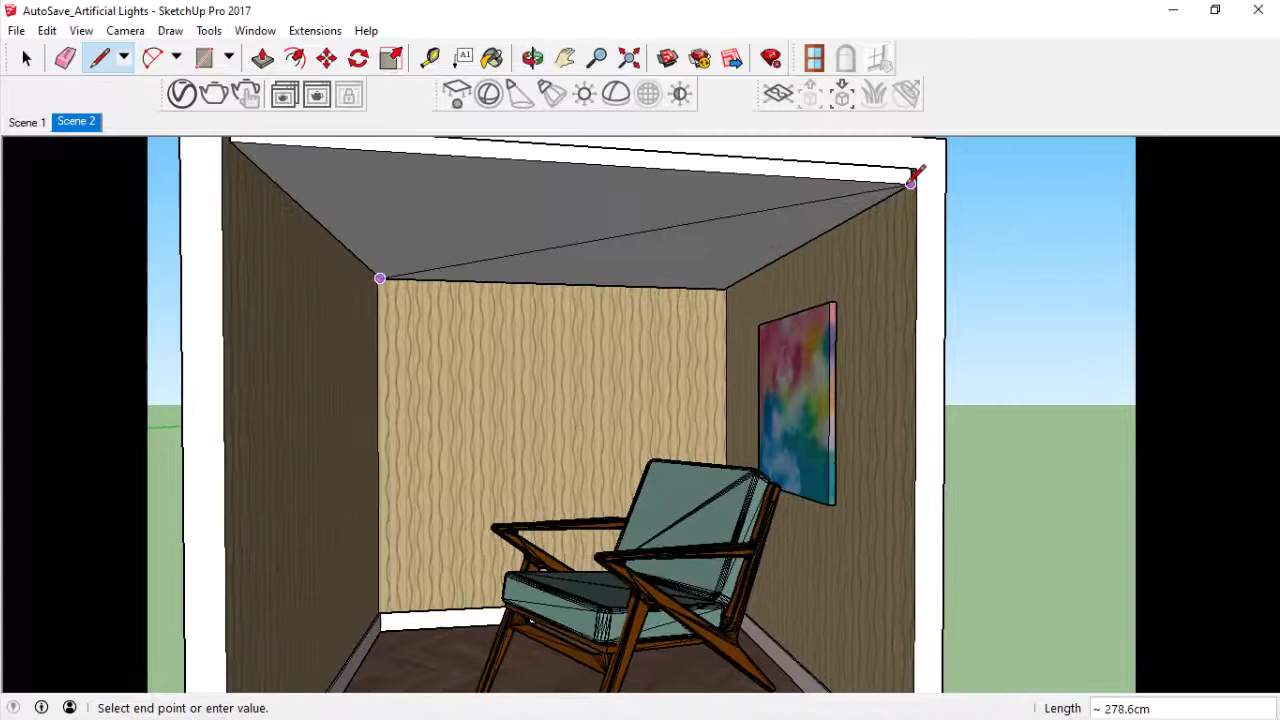 AutoSave_Artificial Lights - SketchUp Pro 2017
File Edit View Camera Draw Tools Window Extensions Help
A1
Scene 1 Scene 2
Select end point or enter value.
Length ~ 278.6cm